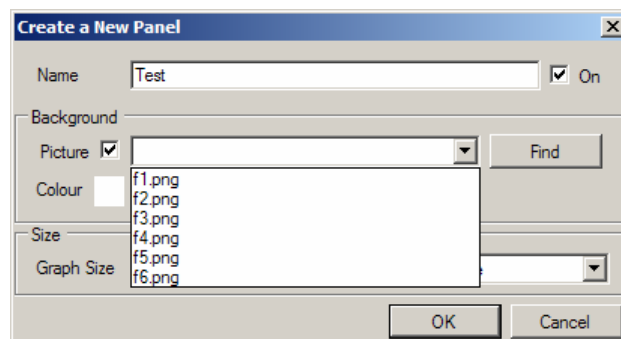 Create a New Panel
Name Test On
Background
Picture Find
Colour
f1.png
f2.png
f3.png
f4.png
f5.png
f6.png
Size
Graph Size
OK Cancel